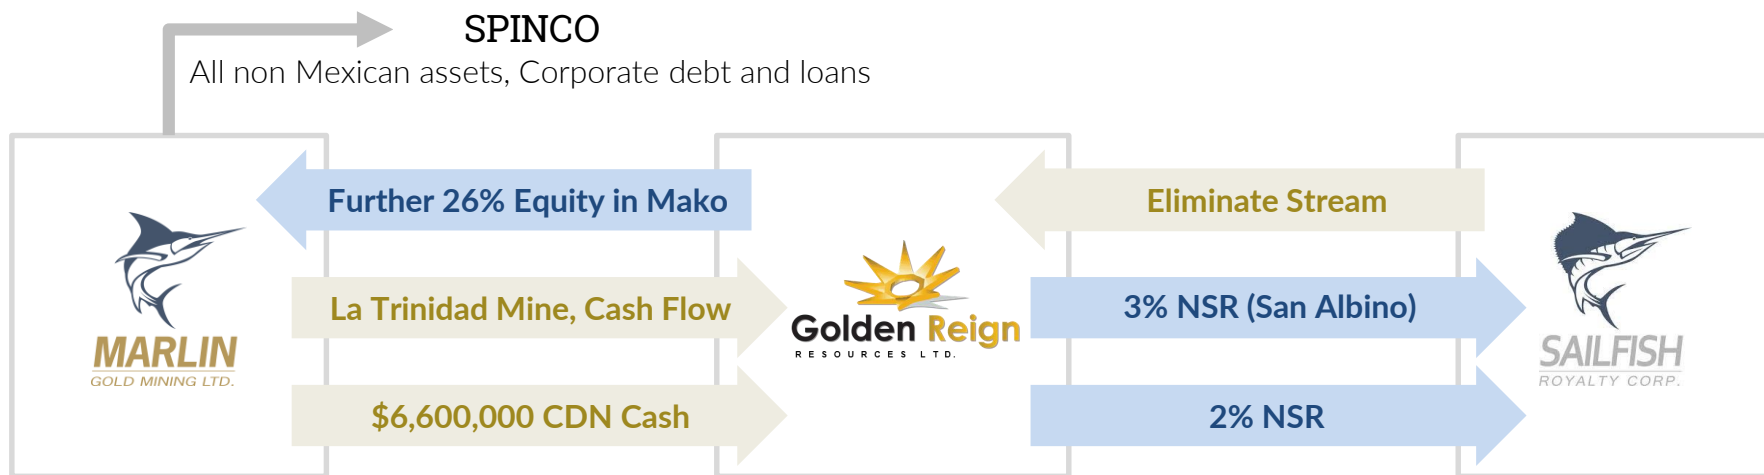 SPINCO
All non Mexican assets, Corporate debt and loans
Further 26% Equity in Mako
Eliminate Stream
La Trinidad Mine, Cash Flow
3% NSR (San Albino)
$6,600,000 CDN Cash
2% NSR
MARLIN
GOLD MINING LTD.
Golden Reign
RESOURCES LTD.
SAILFISH
ROYALTY CORP.